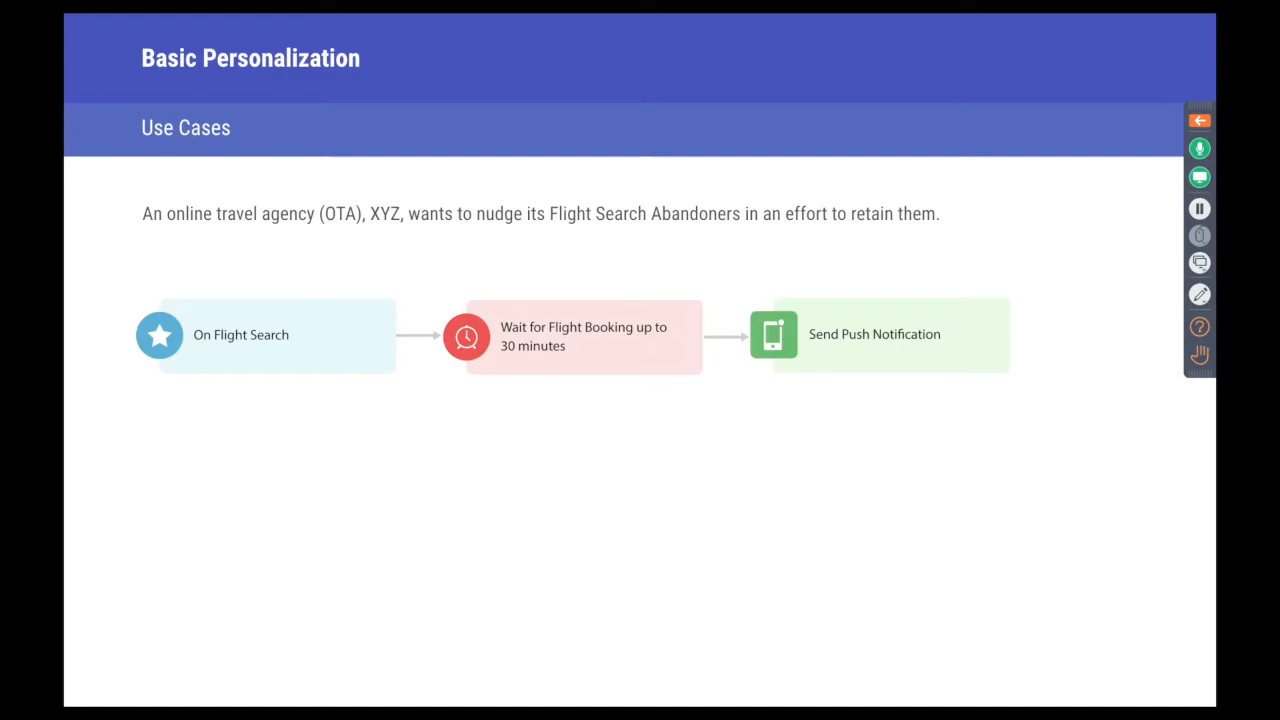 Basic Personalization
Use Cases
An online travel agency (OTA), XYZ, wants to nudge its Flight Search Abandoners in an effort to retain them.
On Flight Search
Wait for Flight Booking up to
30 minutes
Send Push Notification